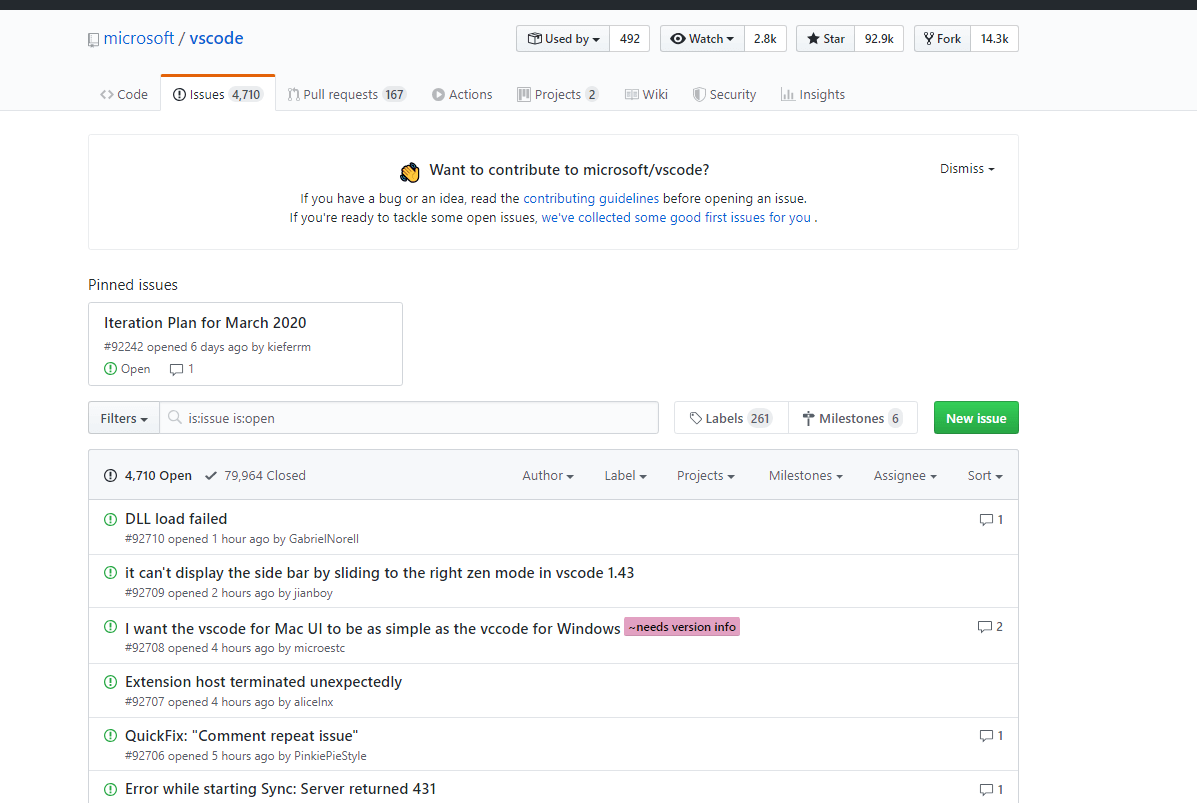 microsoft / vscode
Used by 492 Watch 2.8k Star 92.9k Fork 14.3k
Code Issues 4,710 Pull requests 167 Actions Projects 2 Wiki Security Insights
Want to contribute to microsoft/vscode? Dismiss
If you have a bug or an idea, read the contributing guidelines before opening an issue.
If you're ready to tackle some open issues, we've collected some good first issues for you .
Pinned issues
Iteration Plan for March 2020
#92242 opened 6 days ago by kieferrm
Open 1
Filters is:issue is:open Labels 261 Milestones 6 New issue
4,710 Open 79,964 Closed Author Label Projects Milestones Assignee Sort
DLL load failed 1
#92710 opened 1 hour ago by GabrielNorell
it can't display the side bar by sliding to the right zen mode in vscode 1.43
#92709 opened 2 hours ago by jianboy
I want the vscode for Mac UI to be as simple as the vccode for Windows ~needs version info 2
#92708 opened 4 hours ago by microestc
Extension host terminated unexpectedly
#92707 opened 4 hours ago by alicelnx
QuickFix: "Comment repeat issue" 1
#92706 opened 5 hours ago by PinkiePieStyle
Error while starting Sync: Server returned 431 1